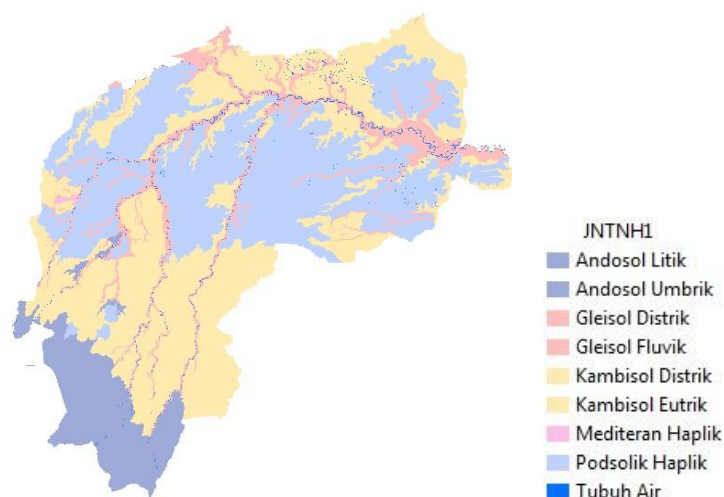 JNTNH1
Andosol Litik
Andosol Umbrik
Gleisol Distrik
Gleisol Fluvik
Kambisol Distrik
Kambisol Eutrik
Mediteran Haplik
Podsolik Haplik
Tubuh Air